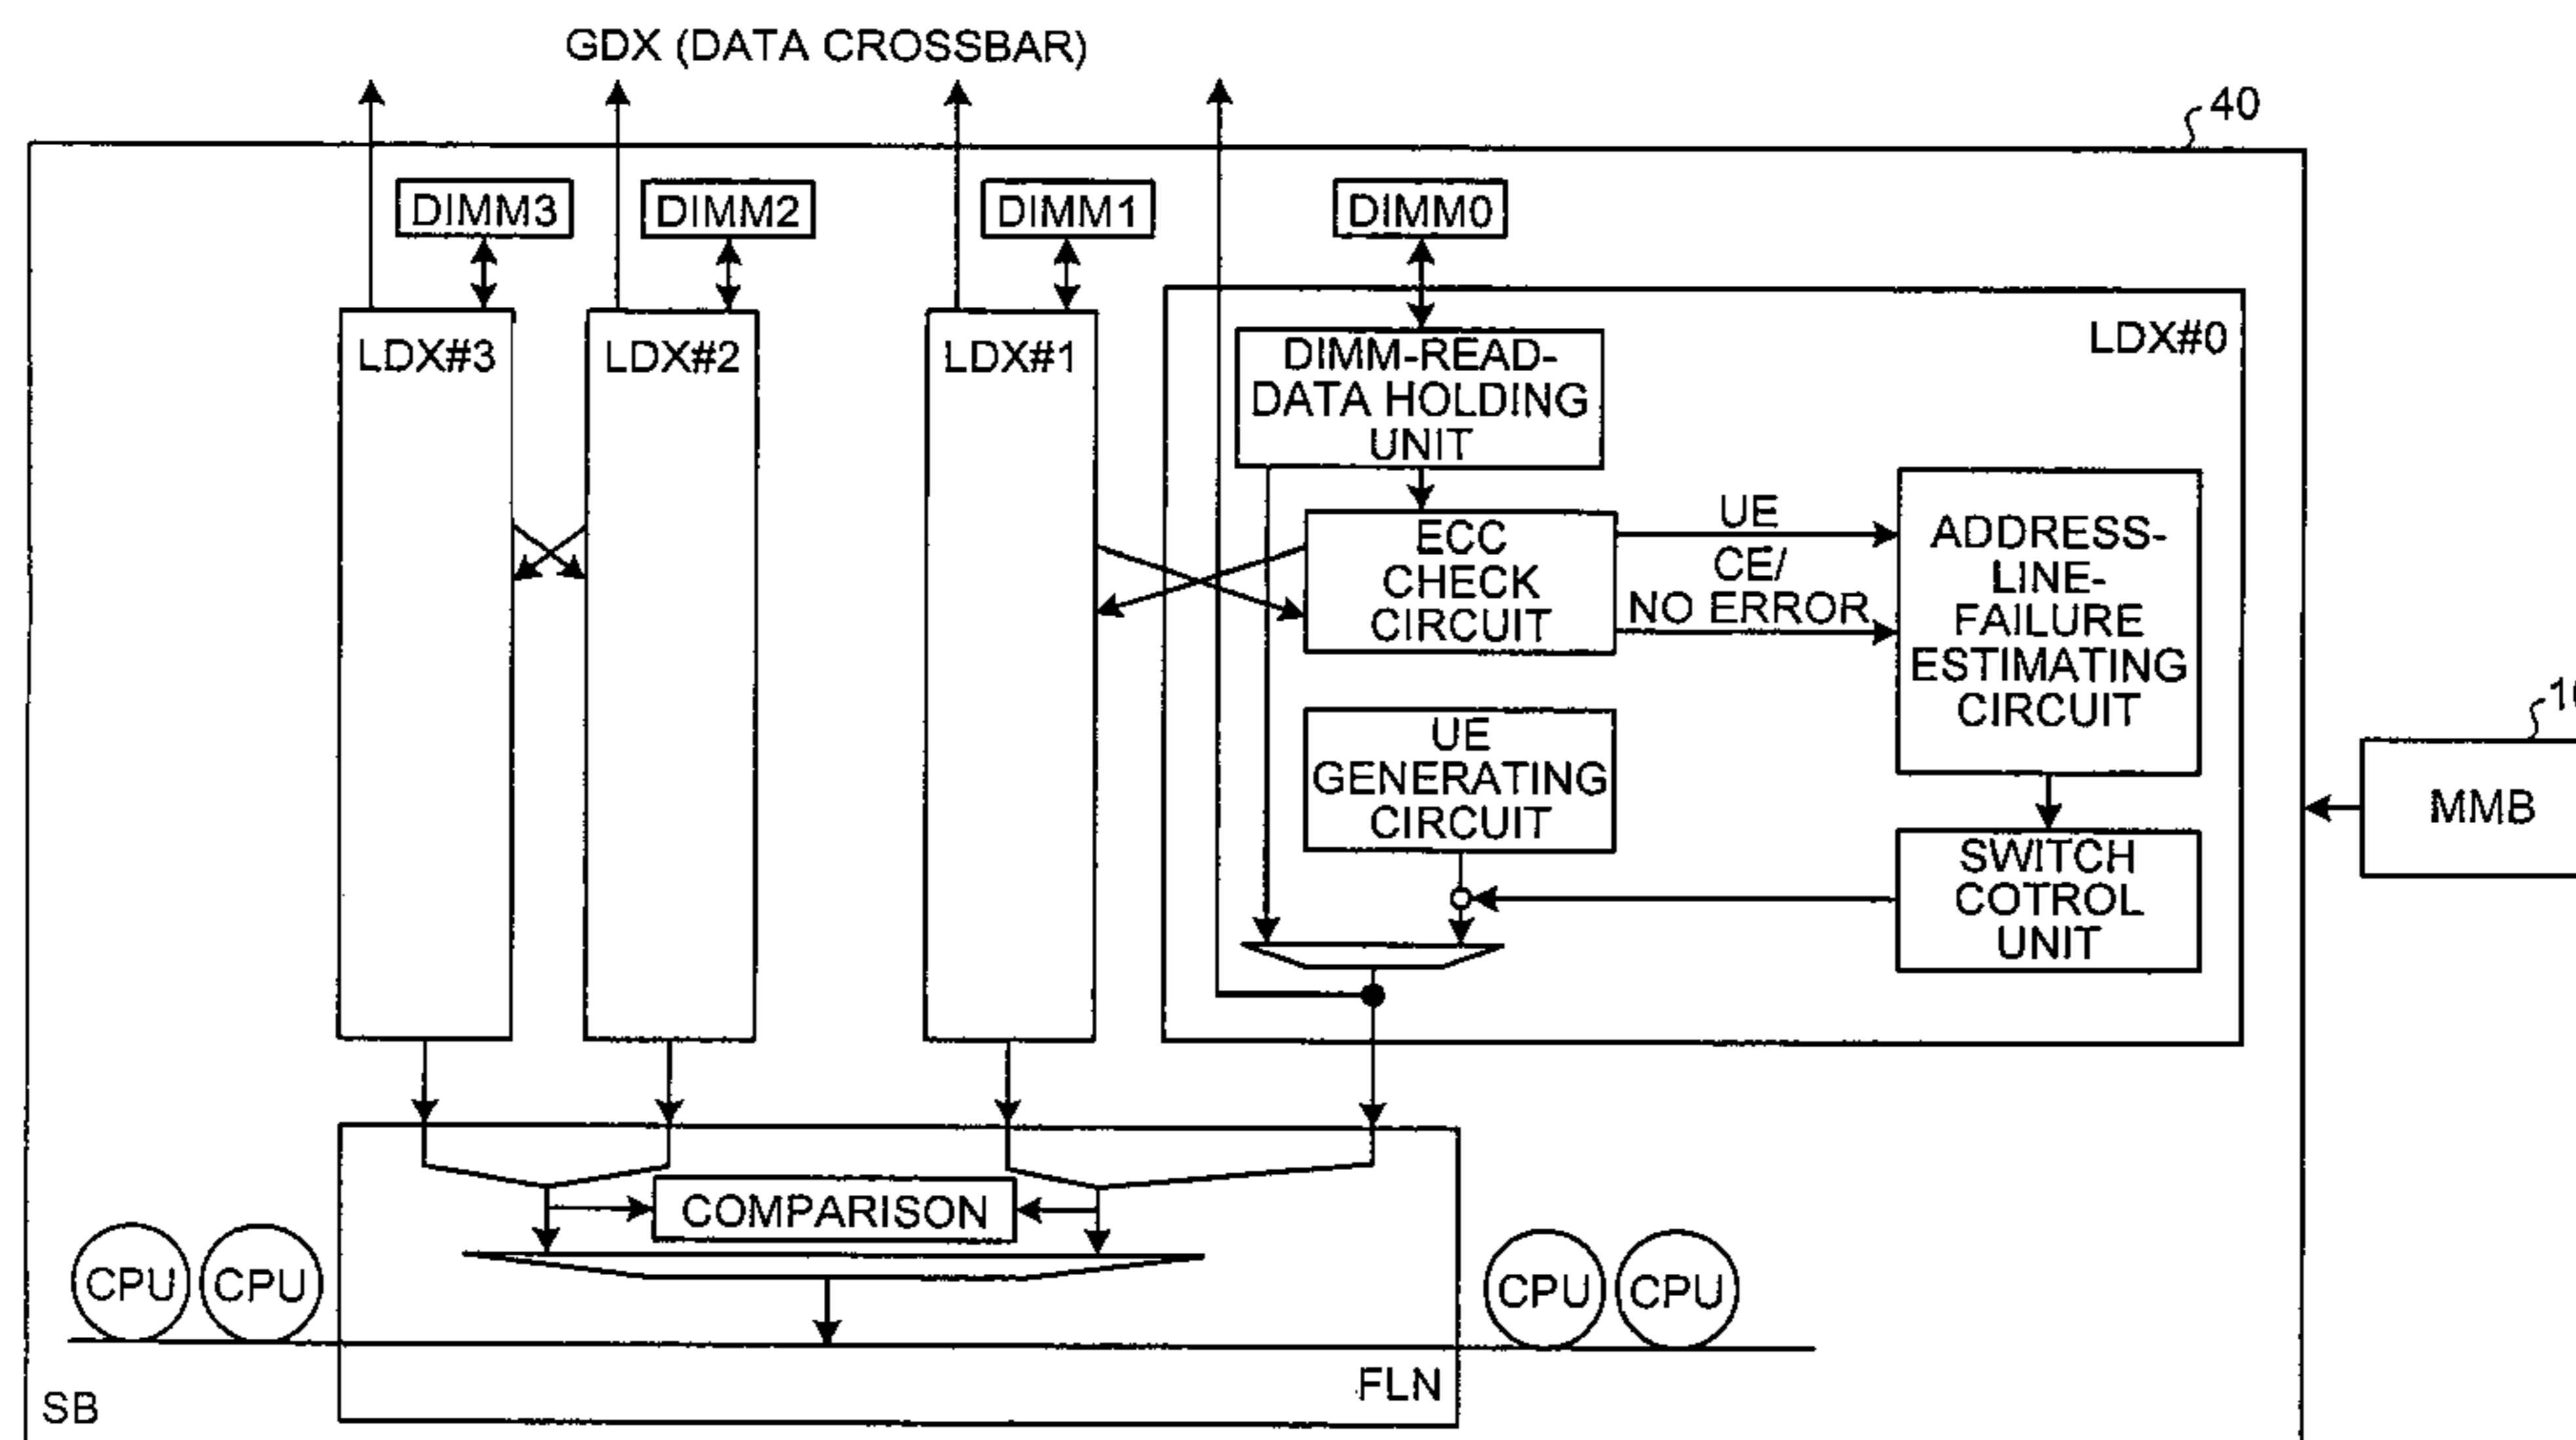 GDX (DATA CROSSBAR)
40
DIMM3
DIMM2
DIMM1
DIMM0
LDX#3
LDX#2
LDX#1
LDX#0
DIMM-READ-
DATA HOLDING
UNIT
ECC
CHECK
CIRCUIT
UE
CE/
NO ERROR
ADDRESS-
LINE-
FAILURE
ESTIMATING
CIRCUIT
UE
GENERATING
CIRCUIT
SWITCH
COTROL
UNIT
MMB
COMPARISON
CPU
CPU
CPU
CPU
FLN
SB